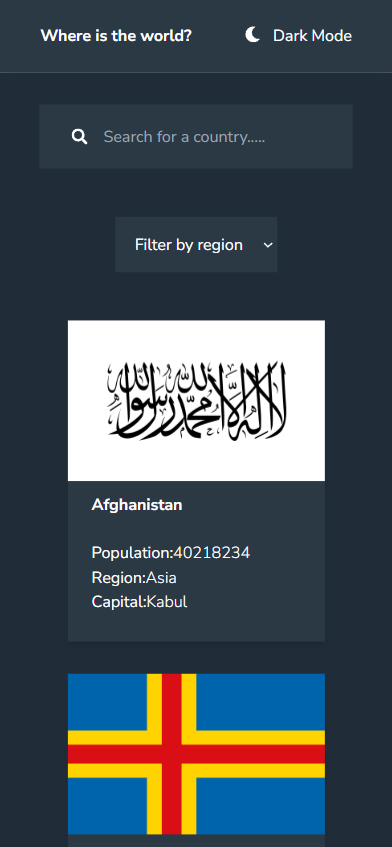 Where is the world?
Dark Mode
Search for a country.....
Filter by region
لا إله إلا الله محمد رسول الله
Afghanistan
Population:40218234
Region:Asia
Capital:Kabul